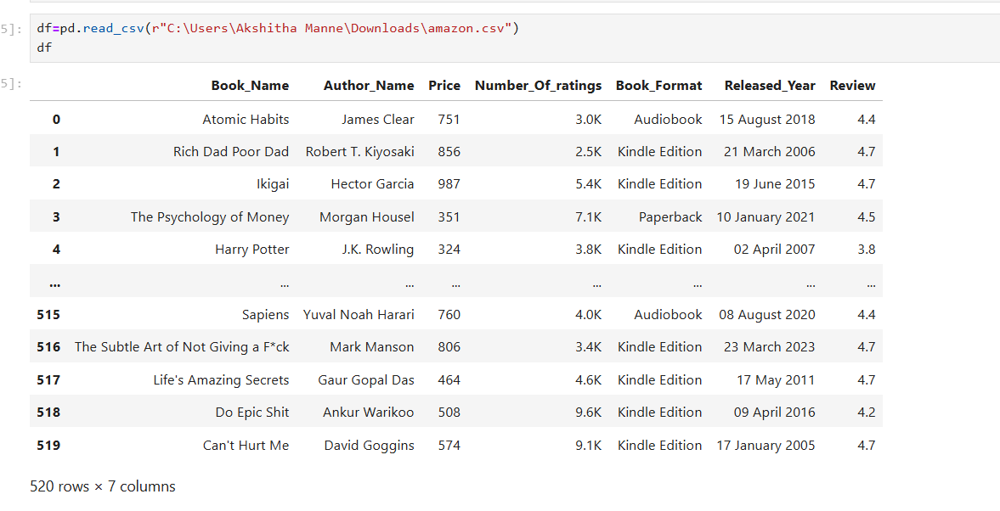 5]: df=pd.read_csv(r"C:\Users\Akshitha Manne\Downloads\amazon.csv")
df
5]:
Book_Name Author_Name Price Number_Of_ratings Book_Format Released_Year Review
0 Atomic Habits James Clear 751 3.0K Audiobook 15 August 2018 4.4
1 Rich Dad Poor Dad Robert T. Kiyosaki 856 2.5K Kindle Edition 21 March 2006 4.7
2 Ikigai Hector Garcia 987 5.4K Kindle Edition 19 June 2015 4.7
3 The Psychology of Money Morgan Housel 351 7.1K Paperback 10 January 2021 4.5
4 Harry Potter J.K. Rowling 324 3.8K Kindle Edition 02 April 2007 3.8
... ... ... ... ... ... ... ...
515 Sapiens Yuval Noah Harari 760 4.0K Audiobook 08 August 2020 4.4
516 The Subtle Art of Not Giving a F*ck Mark Manson 806 3.4K Kindle Edition 23 March 2023 4.7
517 Life's Amazing Secrets Gaur Gopal Das 464 4.6K Kindle Edition 17 May 2011 4.7
518 Do Epic Shit Ankur Warikoo 508 9.6K Kindle Edition 09 April 2016 4.2
519 Can't Hurt Me David Goggins 574 9.1K Kindle Edition 17 January 2005 4.7
520 rows × 7 columns